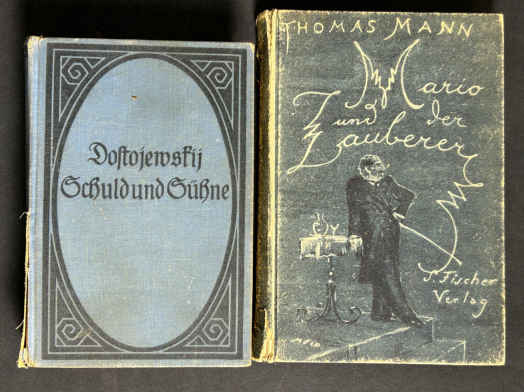 Dostojewskij
Schuld und Sühne
THOMAS MANN
Mario
und der
Zauberer
S. Fischer
Verlag